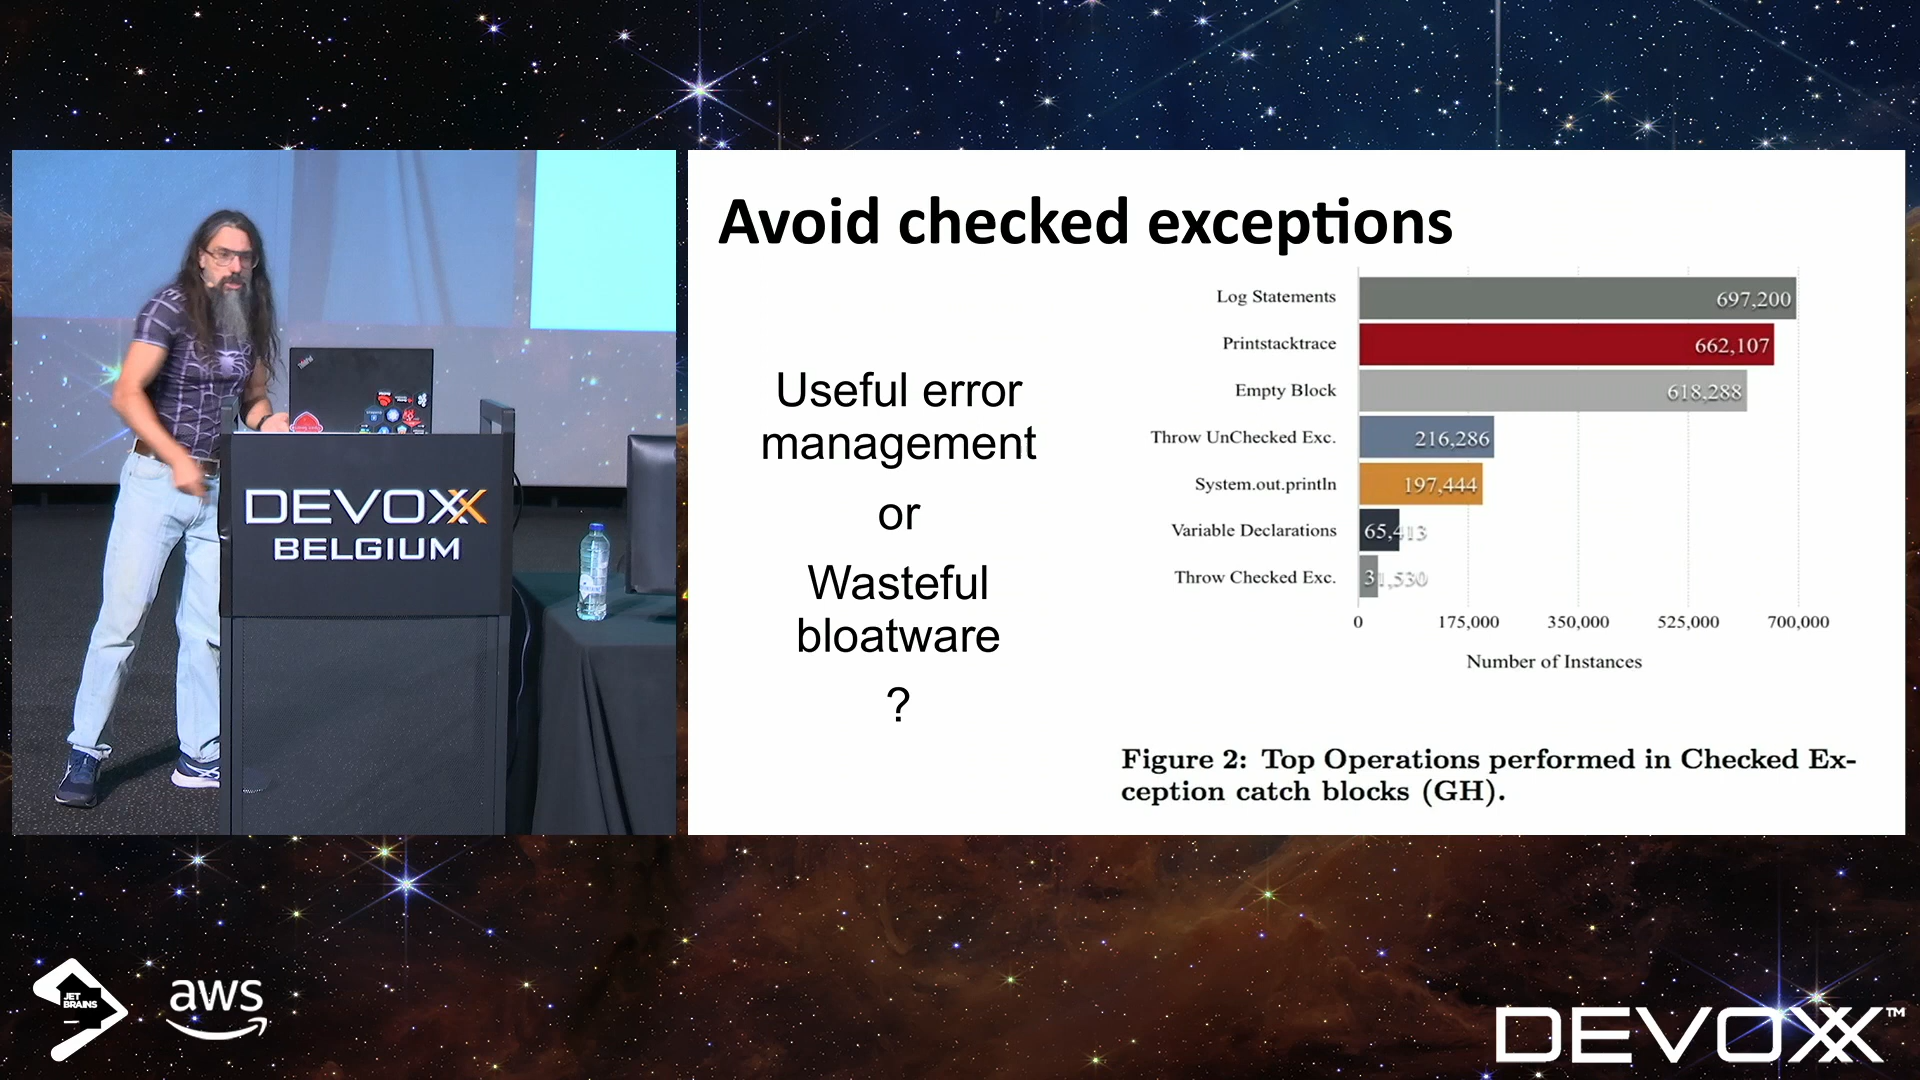 Avoid checked exceptions
Useful error
management
or
Wasteful
bloatware
?
Log Statements 697,200
Printstacktrace 662,107
Empty Block 618,288
Throw UnChecked Exc. 216,286
System.out.println 197,444
Variable Declarations 65,413
Throw Checked Exc. 31,530
0 175,000 350,000 525,000 700,000
Number of Instances
Figure 2: Top Operations performed in Checked Ex-
ception catch blocks (GH).
ThinkPad
DEVOXX
BELGIUM
JET
BRAINS
aws
DEVOXX™